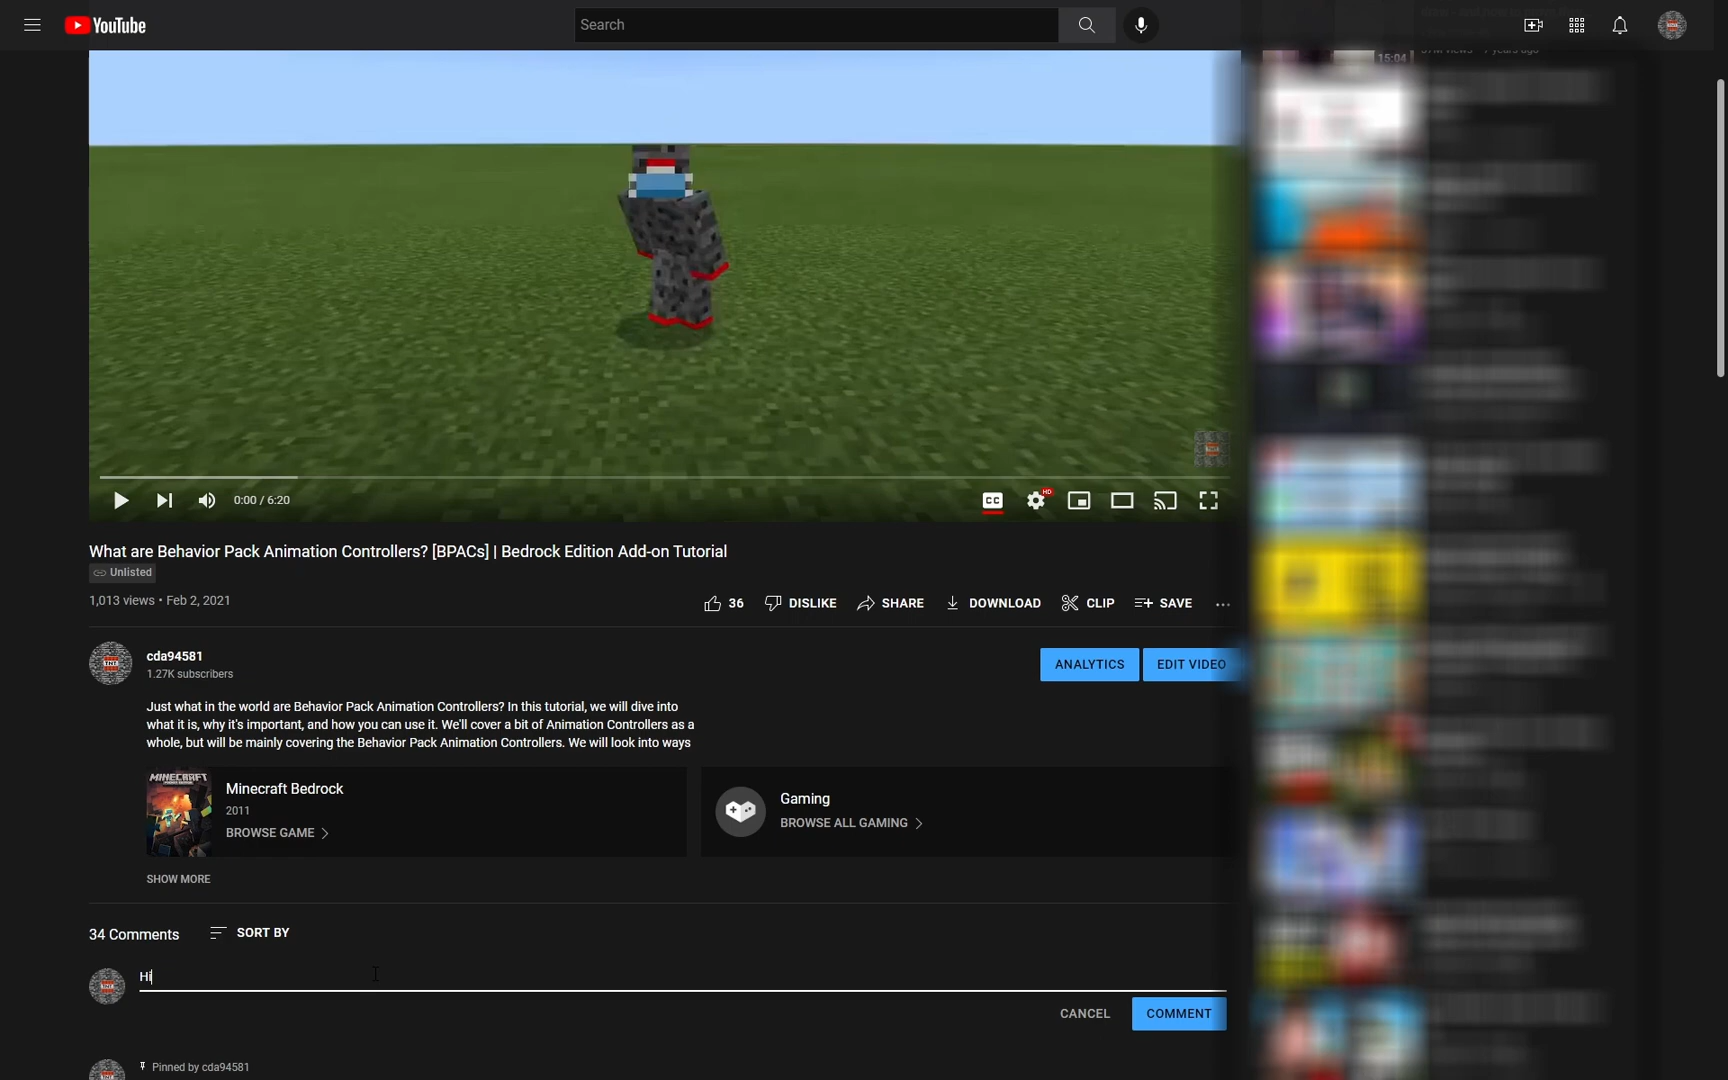 YouTube
Search
15:04
0:00 / 6:20
CC
HD
What are Behavior Pack Animation Controllers? [BPACs] | Bedrock Edition Add-on Tutorial
Unlisted
1,013 views • Feb 2, 2021
36
DISLIKE
SHARE
DOWNLOAD
CLIP
SAVE
cda94581
1.27K subscribers
ANALYTICS
EDIT VIDEO
Just what in the world are Behavior Pack Animation Controllers? In this tutorial, we will dive into
what it is, why it's important, and how you can use it. We'll cover a bit of Animation Controllers as a
whole, but will be mainly covering the Behavior Pack Animation Controllers. We will look into ways
MINECRAFT
Minecraft Bedrock
2011
BROWSE GAME
Gaming
BROWSE ALL GAMING
SHOW MORE
34 Comments
SORT BY
Hi
CANCEL
COMMENT
Pinned by cda94581